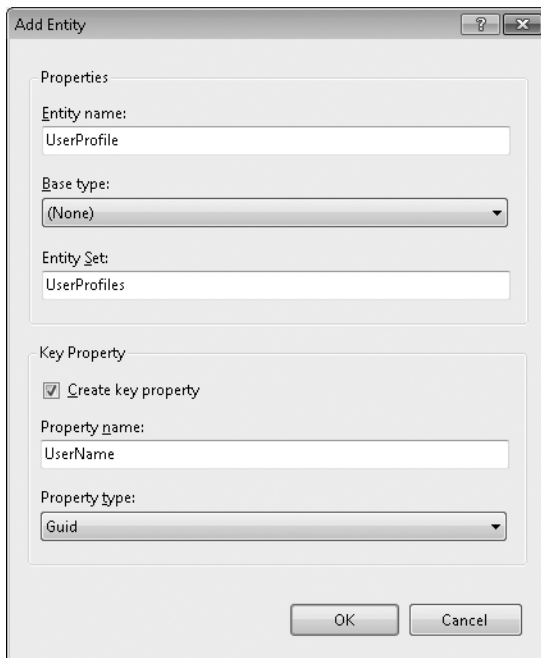 Add Entity
?
Properties
Entity name:
UserProfile
Base type:
(None)
Entity Set:
UserProfiles
Key Property
Create key property
Property name:
UserName
Property type:
Guid
OK Cancel